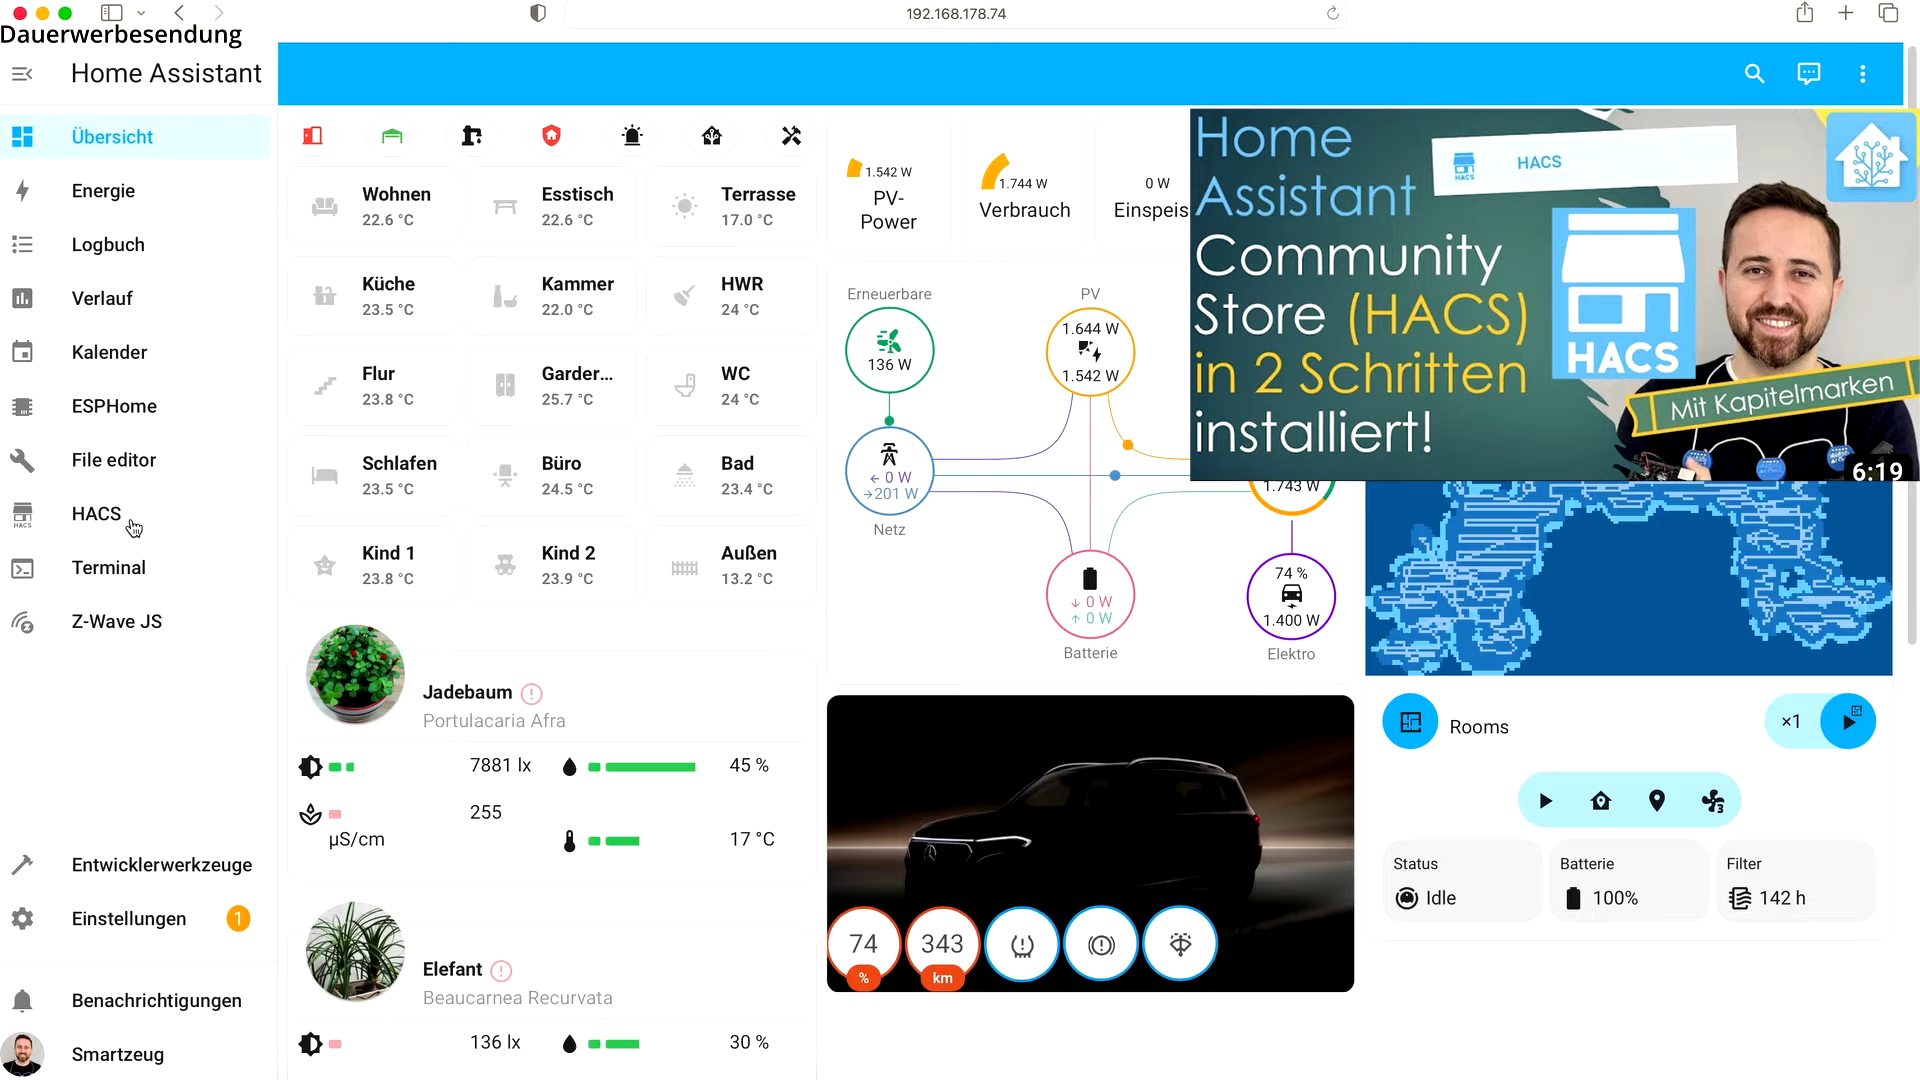 192.168.178.74
Dauerwerbesendung
Home Assistant
Übersicht
Energie
Logbuch
Verlauf
Kalender
ESPHome
File editor
HACS
HACS
Terminal
Z-Wave JS
Entwicklerwerkzeuge
Einstellungen 1
Benachrichtigungen
Smartzeug
Wohnen
22.6 °C
Esstisch
22.6 °C
Terrasse
17.0 °C
Küche
23.5 °C
Kammer
22.0 °C
HWR
24 °C
Flur
23.8 °C
Garder...
25.7 °C
WC
24 °C
Schlafen
23.5 °C
Büro
24.5 °C
Bad
23.4 °C
Kind 1
23.8 °C
Kind 2
23.9 °C
Außen
13.2 °C
Jadebaum
Portulacaria Afra
7881 lx
45 %
255
µS/cm
17 °C
Elefant
Beaucarnea Recurvata
136 lx
30 %
1.542 W
PV-
Power
1.744 W
Verbrauch
0 W
Einspeis
Erneuerbare
136 W
PV
1.644 W
1.542 W
← 0 W
→201 W
Netz
1.743 W
↓ 0 W
↑ 0 W
Batterie
74 %
1.400 W
Elektro
74
%
343
km
Home
Assistant
Community
Store (HACS)
in 2 Schritten
installiert!
HACS
HACS
HACS
Mit Kapitelmarken
6:19
Rooms
×1
3
Status
Idle
Batterie
100%
Filter
142 h